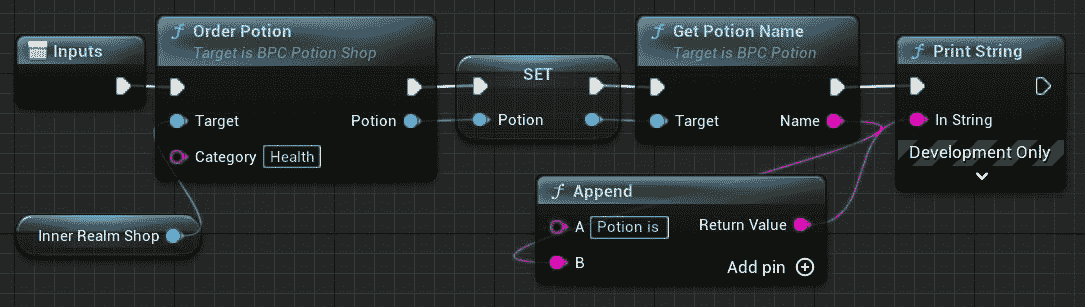 Inputs
Order Potion
Target is BPC Potion Shop
Target
Potion
Category
Health
Inner Realm Shop
SET
Potion
Get Potion Name
Target is BPC Potion
Target
Name
Append
A
Potion is
Return Value
B
Add pin
Print String
In String
Development Only